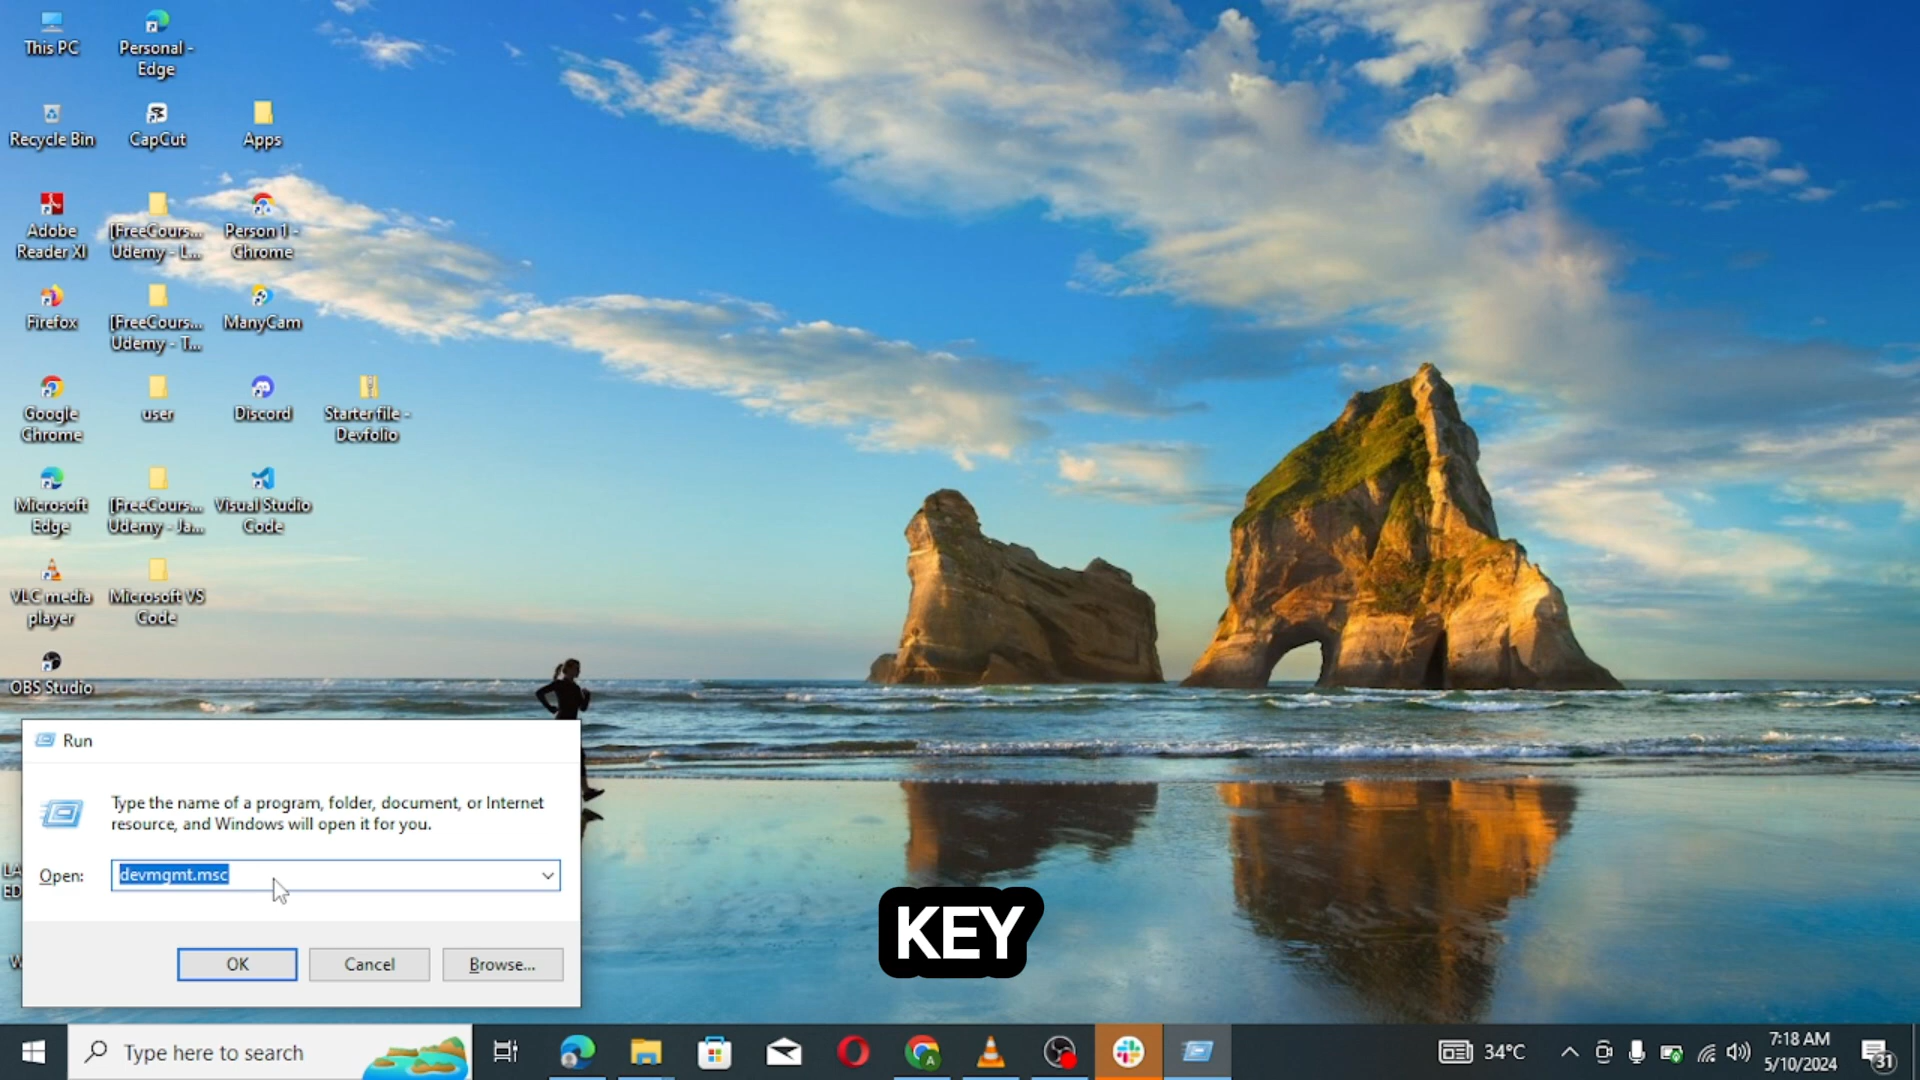 This PC
Personal -
Edge
Recycle Bin
CapCut
Apps
Adobe
Reader XI
[FreeCours...
Udemy - L...
Person 1 -
Chrome
Firefox
[FreeCours...
Udemy - T...
ManyCam
Google
Chrome
user
Discord
Starter file -
Devfolio
Microsoft
Edge
[FreeCours...
Udemy - Ja...
Visual Studio
Code
VLC media
player
Microsoft VS
Code
OBS Studio
Run
Type the name of a program, folder, document, or Internet
resource, and Windows will open it for you.
Open:
devmgmt.msc
OK
Cancel
Browse...
KEY
Type here to search
A
34°C
7:18 AM
5/10/2024
31